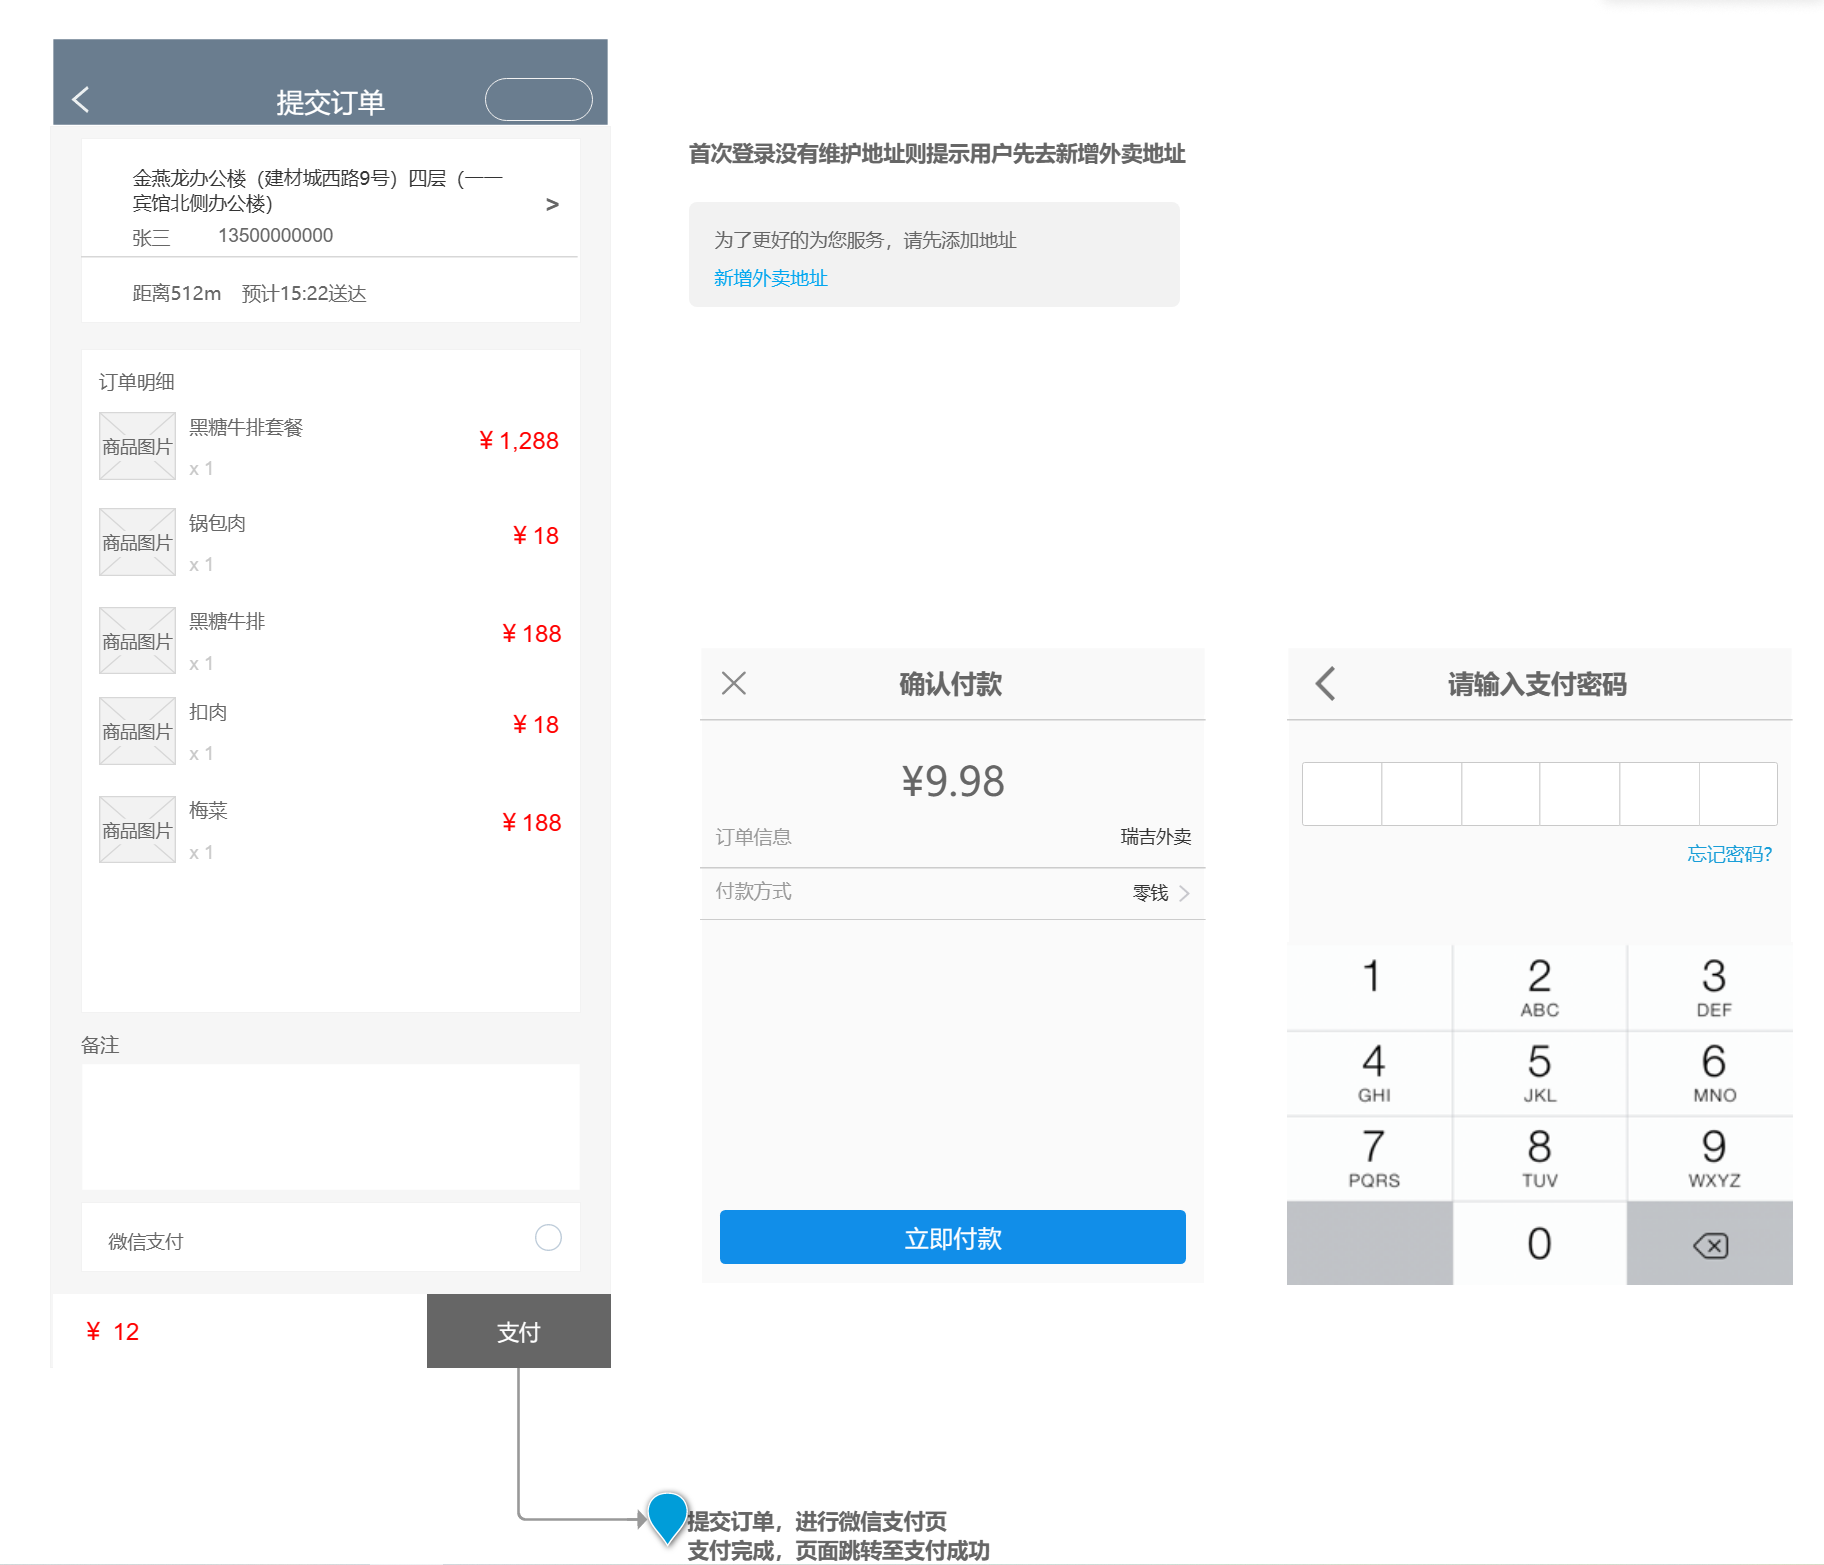 提交订单
金燕龙办公楼（建材城西路9号）四层（一一
宾馆北侧办公楼）
>
张三 13500000000
距离512m 预计15:22送达
订单明细
商品图片
黑糖牛排套餐
x 1
¥ 1,288
商品图片
锅包肉
x 1
¥ 18
商品图片
黑糖牛排
x 1
¥ 188
商品图片
扣肉
x 1
¥ 18
商品图片
梅菜
x 1
¥ 188
备注
微信支付
¥ 12
支付
提交订单，进行微信支付页
支付完成，页面跳转至支付成功
首次登录没有维护地址则提示用户先去新增外卖地址
为了更好的为您服务，请先添加地址
新增外卖地址
确认付款
¥9.98
订单信息 瑞吉外卖
付款方式 零钱
立即付款
请输入支付密码
忘记密码?
1 2 3
ABC DEF
4 5 6
GHI JKL MNO
7 8 9
PQRS TUV WXYZ
0